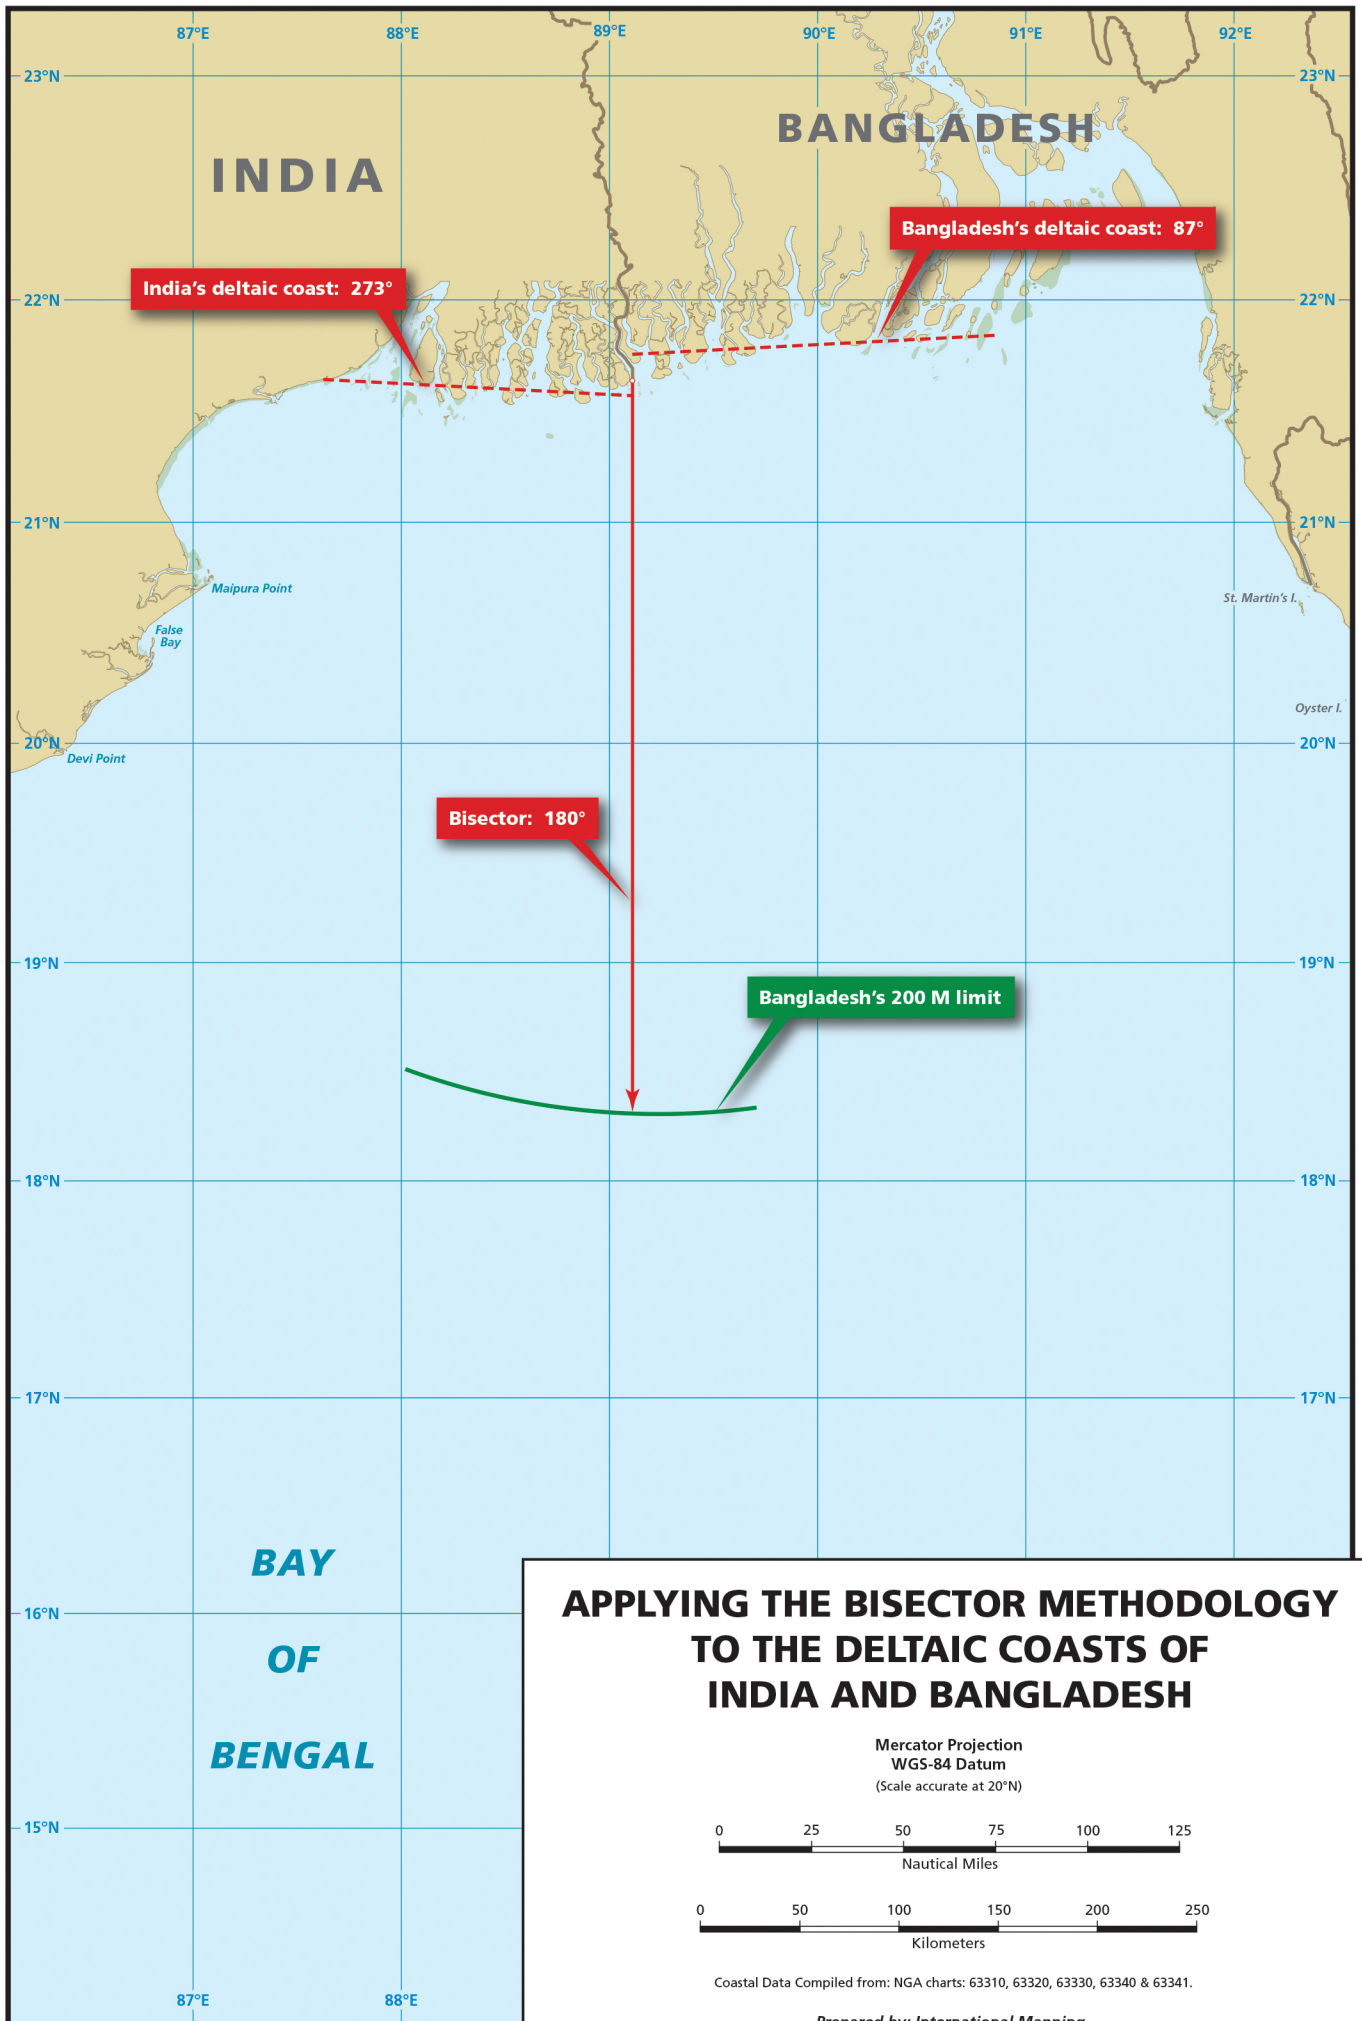 87°E 88°E 89°E 90°E 91°E 92°E
23°N 23°N
BANGLADESH
INDIA
Bangladesh's deltaic coast: 87°
India's deltaic coast: 273°
22°N 22°N
21°N 21°N
Maipura Point
St. Martin's I.
False
Bay
Oyster I.
20°N 20°N
Devi Point
Bisector: 180°
19°N 19°N
Bangladesh's 200 M limit
18°N 18°N
17°N 17°N
BAY
OF
BENGAL
16°N
15°N
87°E 88°E
APPLYING THE BISECTOR METHODOLOGY
TO THE DELTAIC COASTS OF
INDIA AND BANGLADESH
Mercator Projection
WGS-84 Datum
(Scale accurate at 20°N)
0 25 50 75 100 125
Nautical Miles
0 50 100 150 200 250
Kilometers
Coastal Data Compiled from: NGA charts: 63310, 63320, 63330, 63340 & 63341.
Prepared by: International Mapping